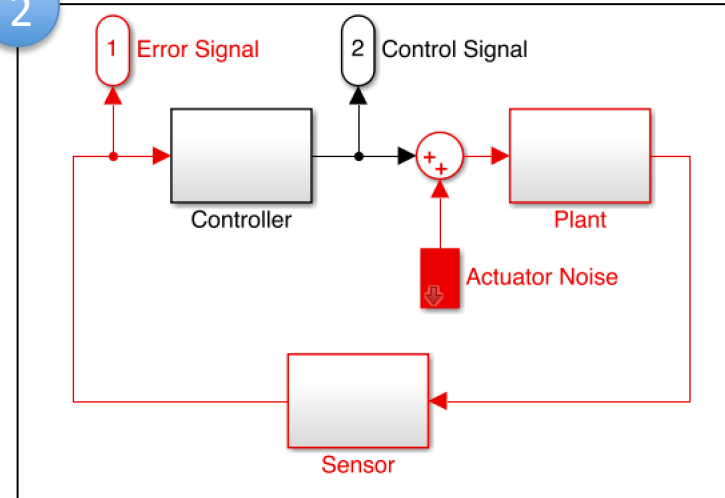 2
1 Error Signal
2 Control Signal
Controller
+
+
Plant
Actuator Noise
Sensor